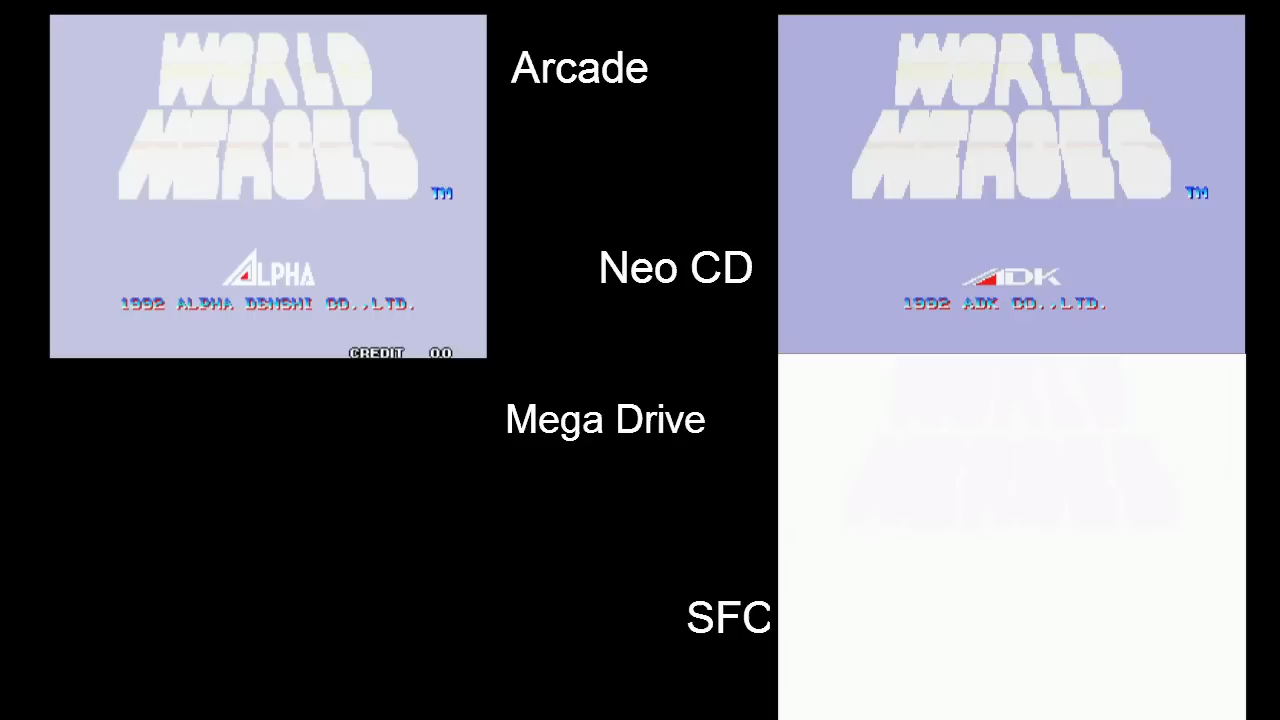 WORLD
HEROES
TM
ALPHA
1992 ALPHA DENSHI CO.,LTD.
CREDIT 00
Arcade
WORLD
HEROES
TM
ADK
1992 ADK CO.,LTD.
Neo CD
Mega Drive
SFC